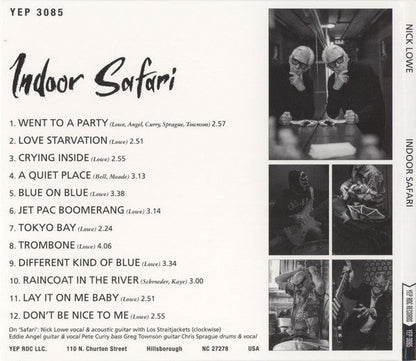 YEP 3085
Indoor Safari
1. WENT TO A PARTY (Lowe, Angel, Curry, Sprague, Townson) 2.57
2. LOVE STARVATION (Lowe) 2.51
3. CRYING INSIDE (Lowe) 2.55
4. A QUIET PLACE (Bell, Moads) 3.13
5. BLUE ON BLUE (Lowe) 3.38
6. JET PAC BOOMERANG (Lowe) 3.14
7. TOKYO BAY (Lowe) 2.24
8. TROMBONE (Lowe) 4.06
9. DIFFERENT KIND OF BLUE (Lowe) 3.34
10. RAINCOAT IN THE RIVER (Schroeder, Kaye) 3.00
11. LAY IT ON ME BABY (Lowe) 2.51
12. DON'T BE NICE TO ME (Lowe) 2.55
On 'Safari': Nick Lowe vocal & acoustic guitar with Los Straitjackets (clockwise)
Eddie Angel guitar & vocal Pete Curry bass Greg Townson guitar Chris Sprague drums & vocal
YEP ROC LLC. 110 N. Churton Street Hillsborough NC 27278 USA
NICK LOWE
INDOOR SAFARI
YEP ROC RECORDS
YEP 3085